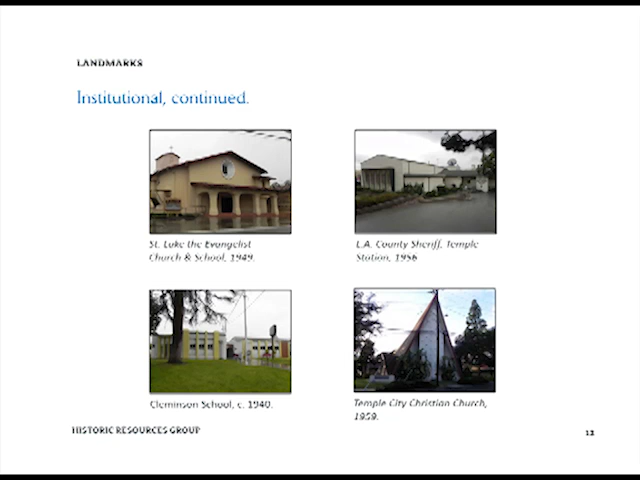 LANDMARKS
Institutional, continued.
St. Luke the Evangelist
Church & School, 1949.
L.A. County Sheriff, Temple
Station, 1956
Cleminson School, c. 1940.
Temple City Christian Church,
1959.
HISTORIC RESOURCES GROUP
12